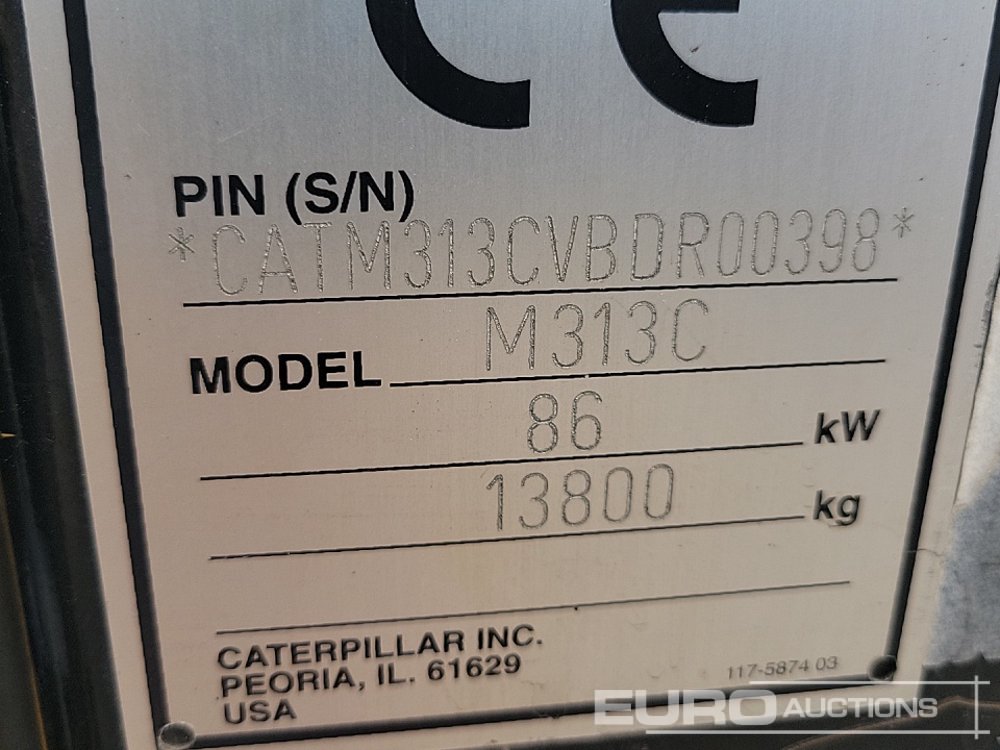 CE
PIN (S/N)
*CATM313CVBDR00398*
M313C
MODEL
86
kW
13800
kg
CATERPILLAR INC.
PEORIA, IL. 61629
USA
117-5874 03
EURO AUCTIONS